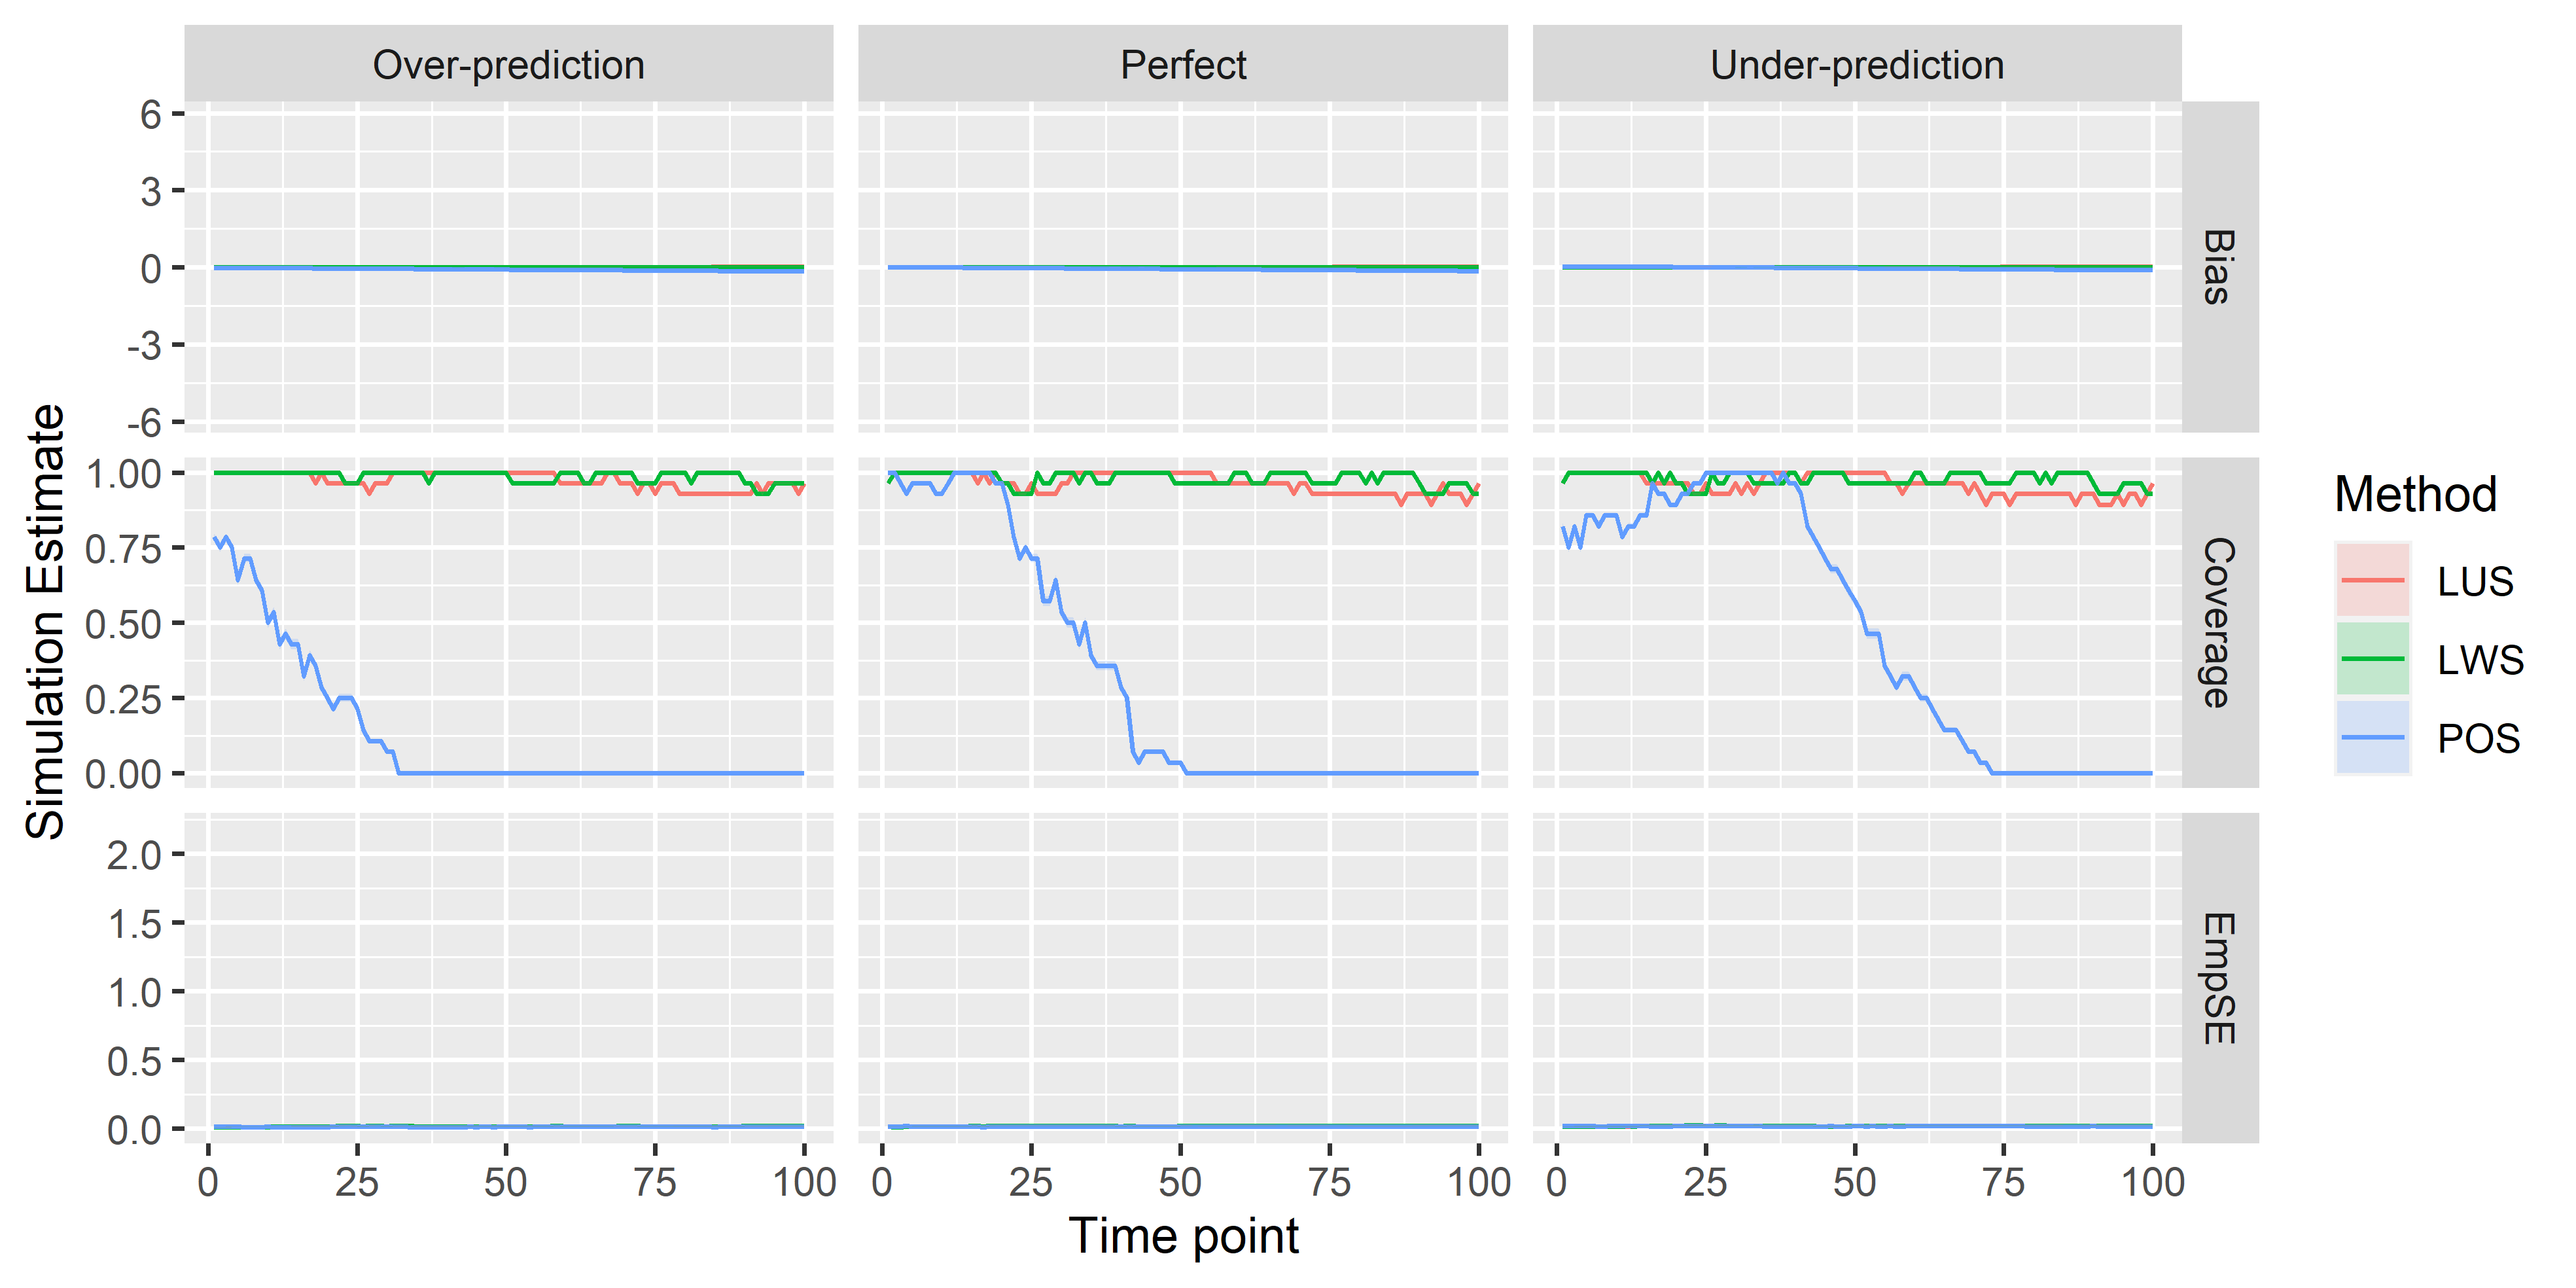 Over-prediction
Perfect
Under-prediction
6
3
0
-3
-6
Bias
1.00
0.75
0.50
0.25
0.00
Coverage
2.0
1.5
1.0
0.5
0.0
EmpSE
0 25 50 75 100
0 25 50 75 100
0 25 50 75 100
Time point
Simulation Estimate
Method
LUS
LWS
POS